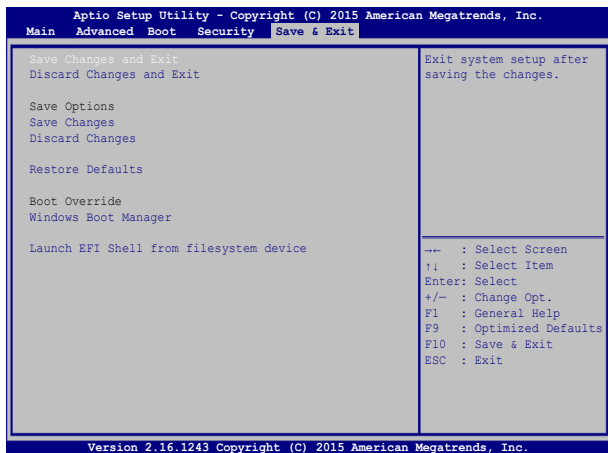 Aptio Setup Utility - Copyright (C) 2015 American Megatrends, Inc.
Main Advanced Boot Security Save & Exit
Save Changes and Exit
Discard Changes and Exit
Save Options
Save Changes
Discard Changes
Restore Defaults
Boot Override
Windows Boot Manager
Launch EFI Shell from filesystem device
Exit system setup after
saving the changes.
→← : Select Screen
↑↓ : Select Item
Enter: Select
+/— : Change Opt.
F1 : General Help
F9 : Optimized Defaults
F10 : Save & Exit
ESC : Exit
Version 2.16.1243 Copyright (C) 2015 American Megatrends, Inc.